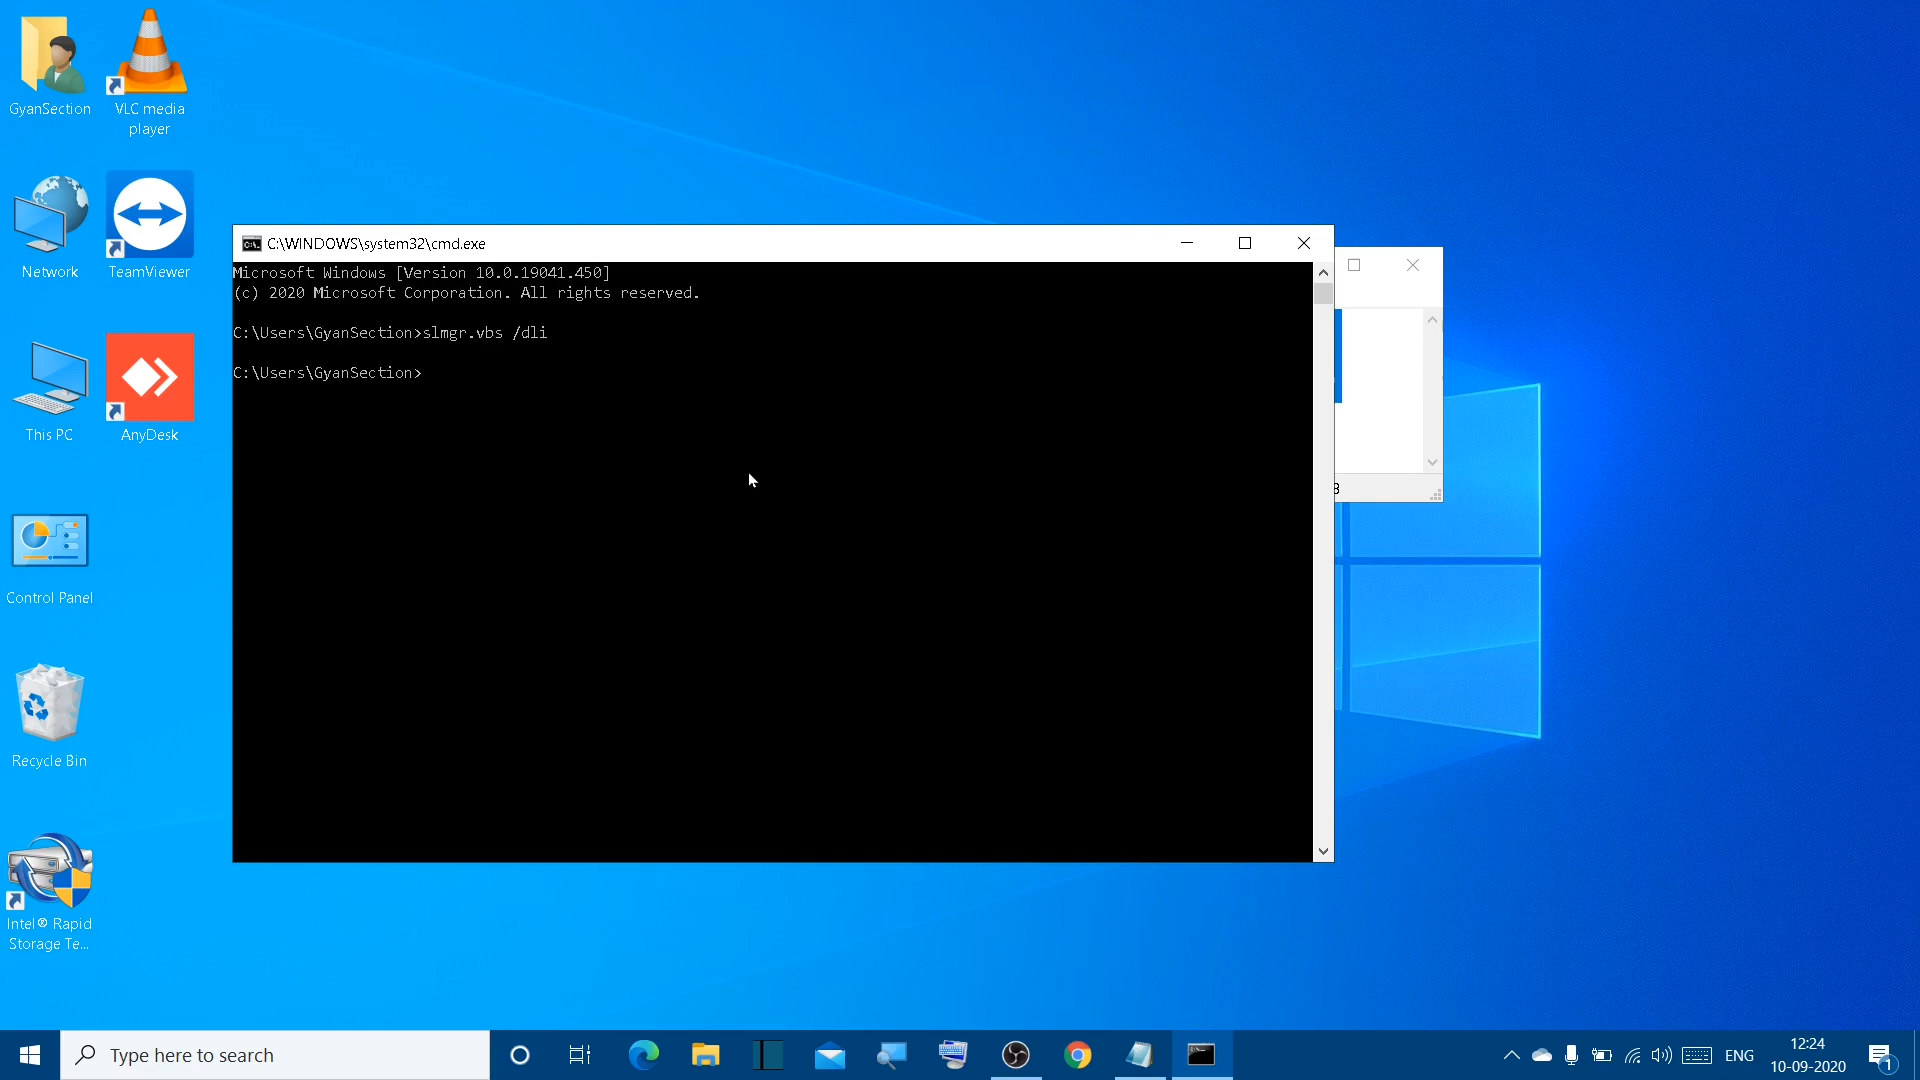 GyanSection
VLC media
player
Network
TeamViewer
This PC
AnyDesk
Control Panel
Recycle Bin
Intel® Rapid
Storage Te...
C:\WINDOWS\system32\cmd.exe
Microsoft Windows [Version 10.0.19041.450]
(c) 2020 Microsoft Corporation. All rights reserved.
C:\Users\GyanSection>slmgr.vbs /dli
C:\Users\GyanSection>
Type here to search
ENG
12:24
10-09-2020
1